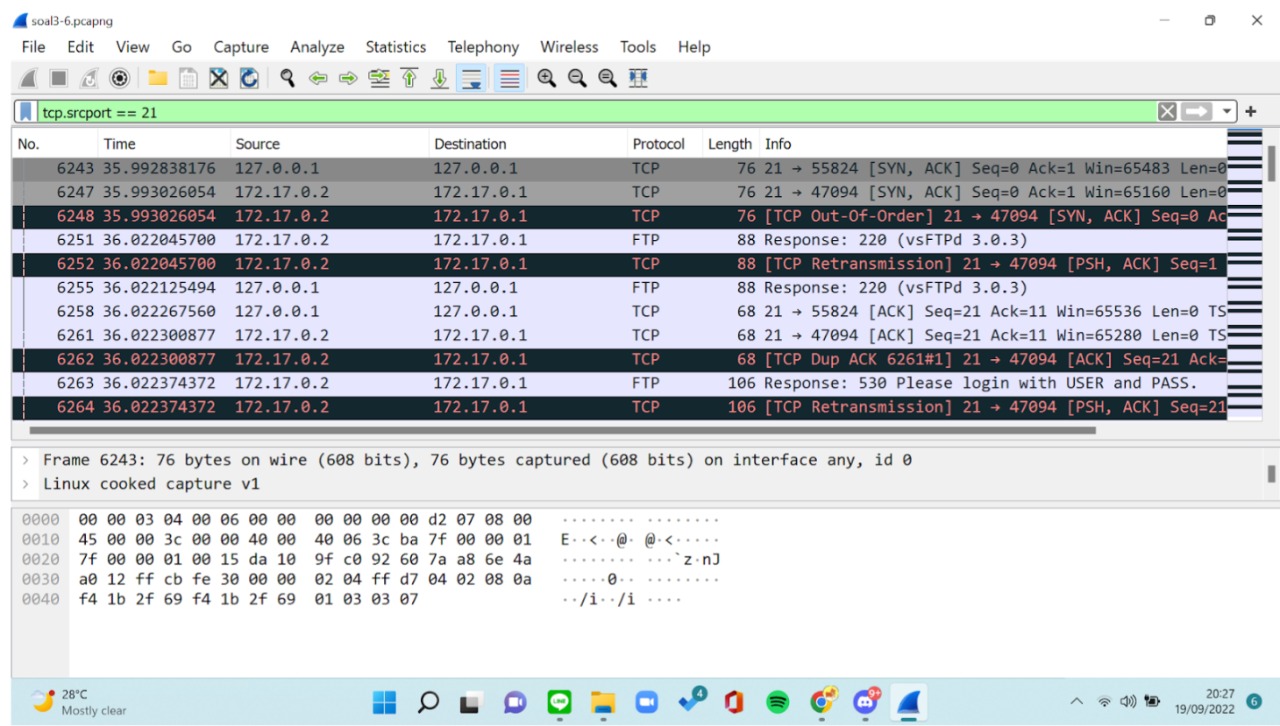 soal3-6.pcapng
File Edit View Go Capture Analyze Statistics Telephony Wireless Tools Help
tcp.srcport == 21
No. Time Source Destination Protocol Length Info
6243 35.992838176 127.0.0.1 127.0.0.1 TCP 76 21 → 55824 [SYN, ACK] Seq=0 Ack=1 Win=65483 Len=0
6247 35.993026054 172.17.0.2 172.17.0.1 TCP 76 21 → 47094 [SYN, ACK] Seq=0 Ack=1 Win=65160 Len=0
6248 35.993026054 172.17.0.2 172.17.0.1 TCP 76 [TCP Out-Of-Order] 21 → 47094 [SYN, ACK] Seq=0 Ac
6251 36.022045700 172.17.0.2 172.17.0.1 FTP 88 Response: 220 (vsFTPd 3.0.3)
6252 36.022045700 172.17.0.2 172.17.0.1 TCP 88 [TCP Retransmission] 21 → 47094 [PSH, ACK] Seq=1
6255 36.022125494 127.0.0.1 127.0.0.1 FTP 88 Response: 220 (vsFTPd 3.0.3)
6258 36.022267560 127.0.0.1 127.0.0.1 TCP 68 21 → 55824 [ACK] Seq=21 Ack=11 Win=65536 Len=0 TS
6261 36.022300877 172.17.0.2 172.17.0.1 TCP 68 21 → 47094 [ACK] Seq=21 Ack=11 Win=65280 Len=0 TS
6262 36.022300877 172.17.0.2 172.17.0.1 TCP 68 [TCP Dup ACK 6261#1] 21 → 47094 [ACK] Seq=21 Ack=
6263 36.022374372 172.17.0.2 172.17.0.1 FTP 106 Response: 530 Please login with USER and PASS.
6264 36.022374372 172.17.0.2 172.17.0.1 TCP 106 [TCP Retransmission] 21 → 47094 [PSH, ACK] Seq=21
Frame 6243: 76 bytes on wire (608 bits), 76 bytes captured (608 bits) on interface any, id 0
Linux cooked capture v1
0000 00 00 03 04 00 06 00 00 00 00 00 00 d2 07 08 00 ········ ········
0010 45 00 00 3c 00 00 40 00 40 06 3c ba 7f 00 00 01 E··<··@· @·<·····
0020 7f 00 00 01 00 15 da 10 9f c0 92 60 7a a8 6e 4a ········ ···`z·nJ
0030 a0 12 ff cb fe 30 00 00 02 04 ff d7 04 02 08 0a ·····0·· ········
0040 f4 1b 2f 69 f4 1b 2f 69 01 03 03 07 ··/i··/i ····
28°C
Mostly clear
LINE
4
9+
20:27
19/09/2022
6